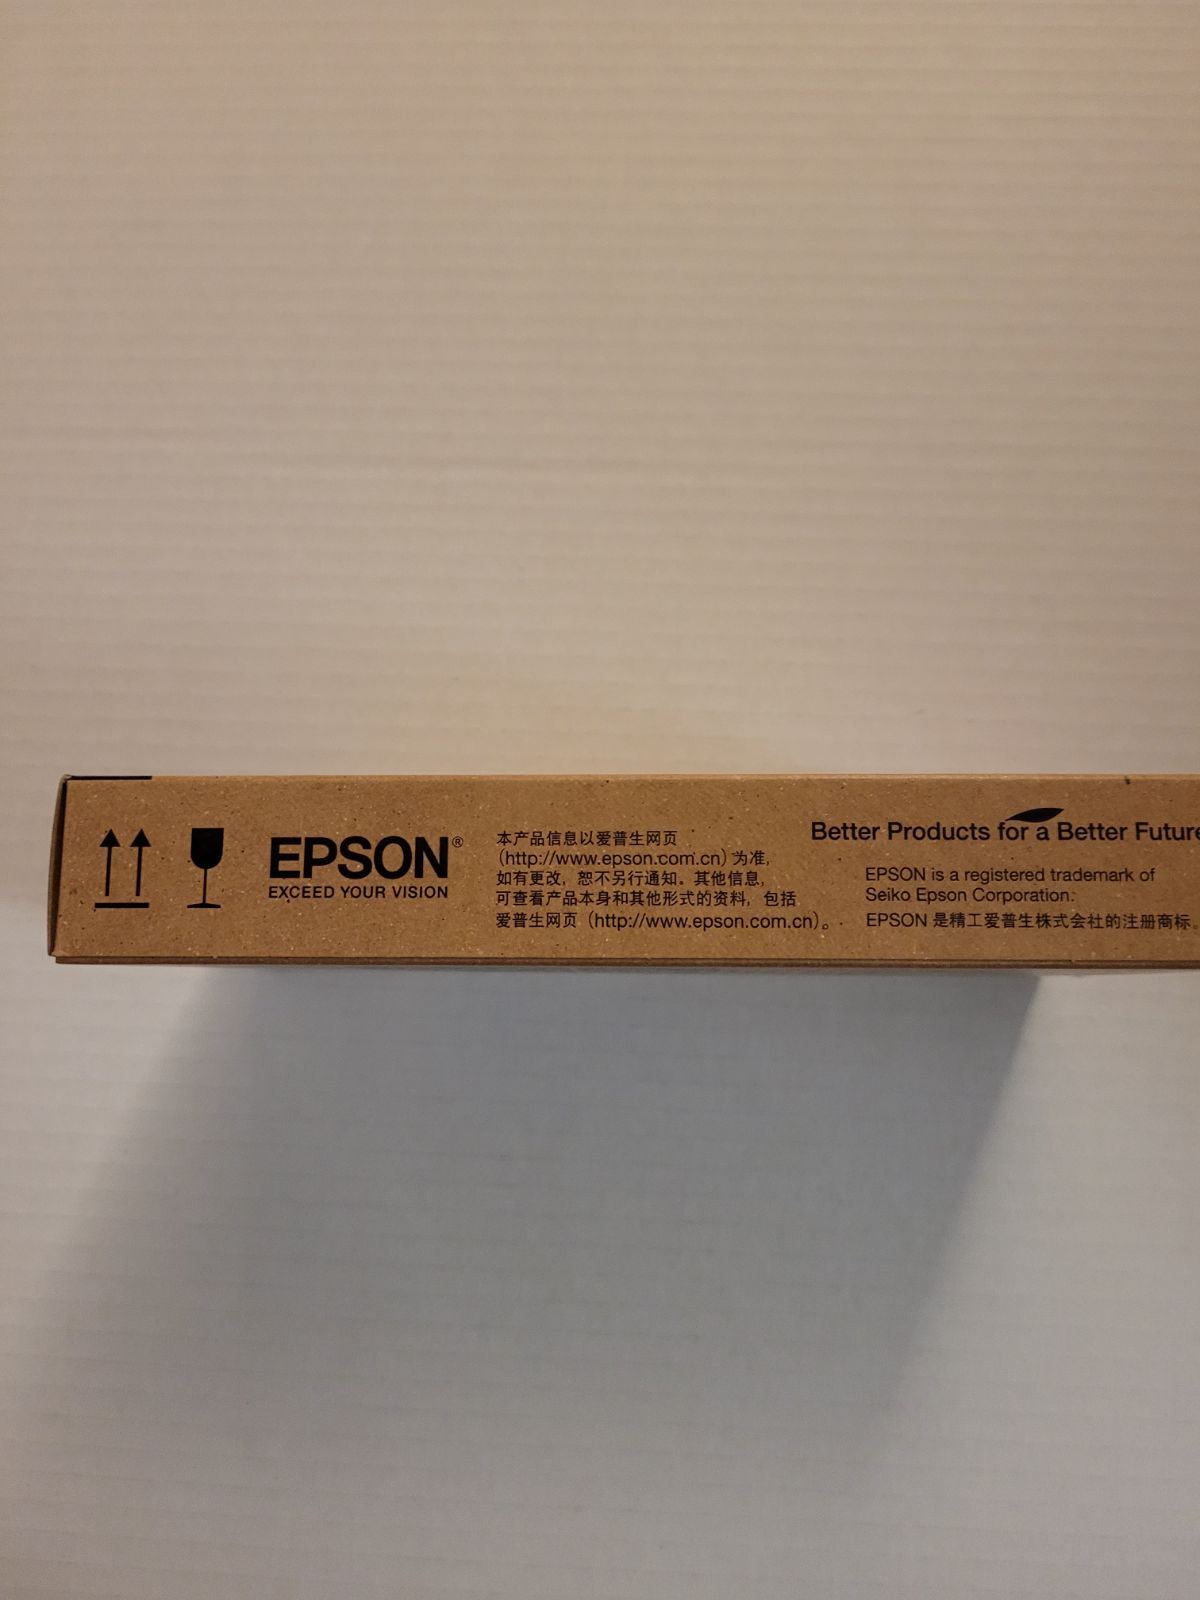 EPSON®
EXCEED YOUR VISION
本产品信息以爱普生网页
(http://www.epson.com.cn)为准，
如有更改，恕不另行通知。其他信息，
可查看产品本身和其他形式的资料，包括
爱普生网页 (http://www.epson.com.cn)。
Better Products for a Better Future
EPSON is a registered trademark of
Seiko Epson Corporation.
EPSON 是精工爱普生株式会社的注册商标。